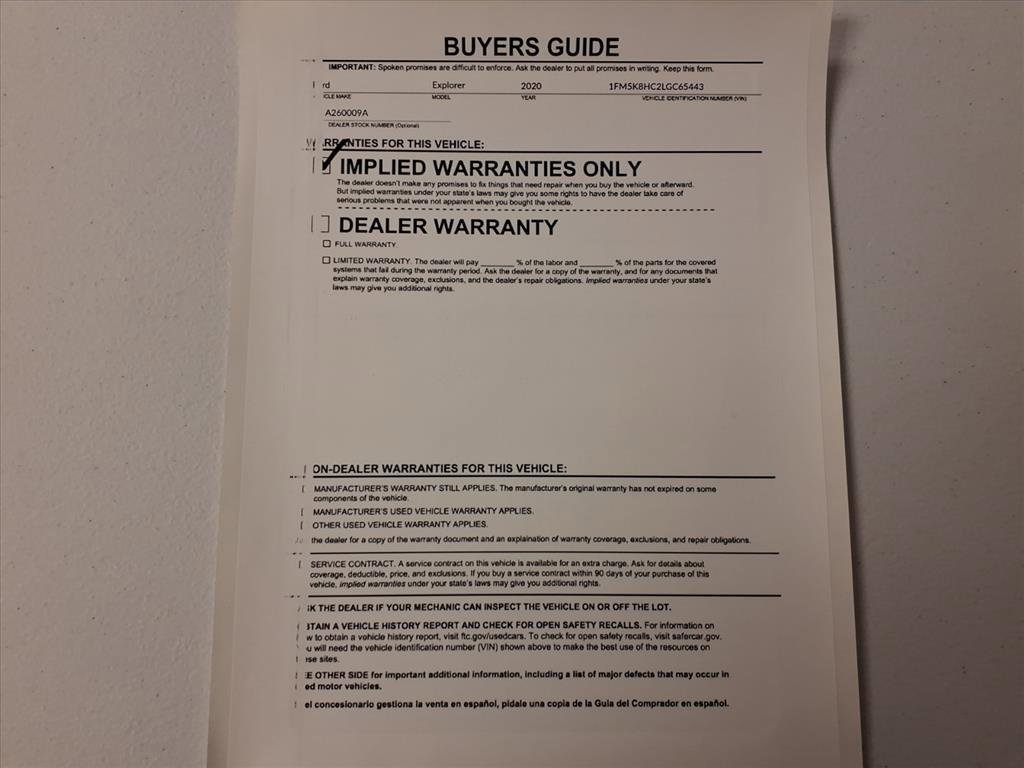 BUYERS GUIDE
IMPORTANT: Spoken promises are difficult to enforce. Ask the dealer to put all promises in writing. Keep this form.
rd Explorer 2020 1FM5K8HC2LGC65443
ICLE MAKE MODEL YEAR VEHICLE IDENTIFICATION NUMBER (VIN)
A260009A
DEALER STOCK NUMBER (Optional)
WARRANTIES FOR THIS VEHICLE:
IMPLIED WARRANTIES ONLY
The dealer doesn't make any promises to fix things that need repair when you buy the vehicle or afterward.
But implied warranties under your state's laws may give you some rights to have the dealer take care of
serious problems that were not apparent when you bought the vehicle.
DEALER WARRANTY
FULL WARRANTY.
LIMITED WARRANTY. The dealer will pay ______ % of the labor and ______ % of the parts for the covered
systems that fail during the warranty period. Ask the dealer for a copy of the warranty, and for any documents that
explain warranty coverage, exclusions, and the dealer's repair obligations. Implied warranties under your state's
laws may give you additional rights.
ON-DEALER WARRANTIES FOR THIS VEHICLE:
MANUFACTURER'S WARRANTY STILL APPLIES. The manufacturer's original warranty has not expired on some
components of the vehicle.
MANUFACTURER'S USED VEHICLE WARRANTY APPLIES.
OTHER USED VEHICLE WARRANTY APPLIES.
the dealer for a copy of the warranty document and an explaination of warranty coverage, exclusions, and repair obligations.
SERVICE CONTRACT. A service contract on this vehicle is available for an extra charge. Ask for details about
coverage, deductible, price, and exclusions. If you buy a service contract within 90 days of your purchase of this
vehicle, implied warranties under your state's laws may give you additional rights.
SK THE DEALER IF YOUR MECHANIC CAN INSPECT THE VEHICLE ON OR OFF THE LOT.
BTAIN A VEHICLE HISTORY REPORT AND CHECK FOR OPEN SAFETY RECALLS. For information on
w to obtain a vehicle history report, visit ftc.gov/usedcars. To check for open safety recalls, visit safercar.gov.
u will need the vehicle identification number (VIN) shown above to make the best use of the resources on
se sites.
E OTHER SIDE for important additional information, including a list of major defects that may occur in
ed motor vehicles.
el concesionario gestiona la venta en español, pidale una copia de la Guia del Comprador en español.